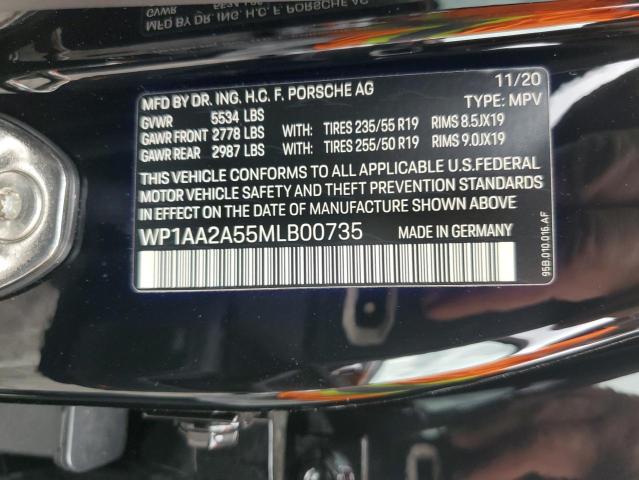 MFD BY DR. ING. H.C. F. PORSCHE AG 11/20
GVWR 5534 LBS TYPE: MPV
GAWR FRONT 2778 LBS WITH: TIRES 235/55 R19 RIMS 8.5JX19
GAWR REAR 2987 LBS WITH: TIRES 255/50 R19 RIMS 9.0JX19
THIS VEHICLE CONFORMS TO ALL APPLICABLE U.S. FEDERAL
MOTOR VEHICLE SAFETY AND THEFT PREVENTION STANDARDS
IN EFFECT ON THE DATE OF MANUFACTURE SHOWN ABOVE
WP1AA2A55MLB00735 MADE IN GERMANY
95B.010.016.AF